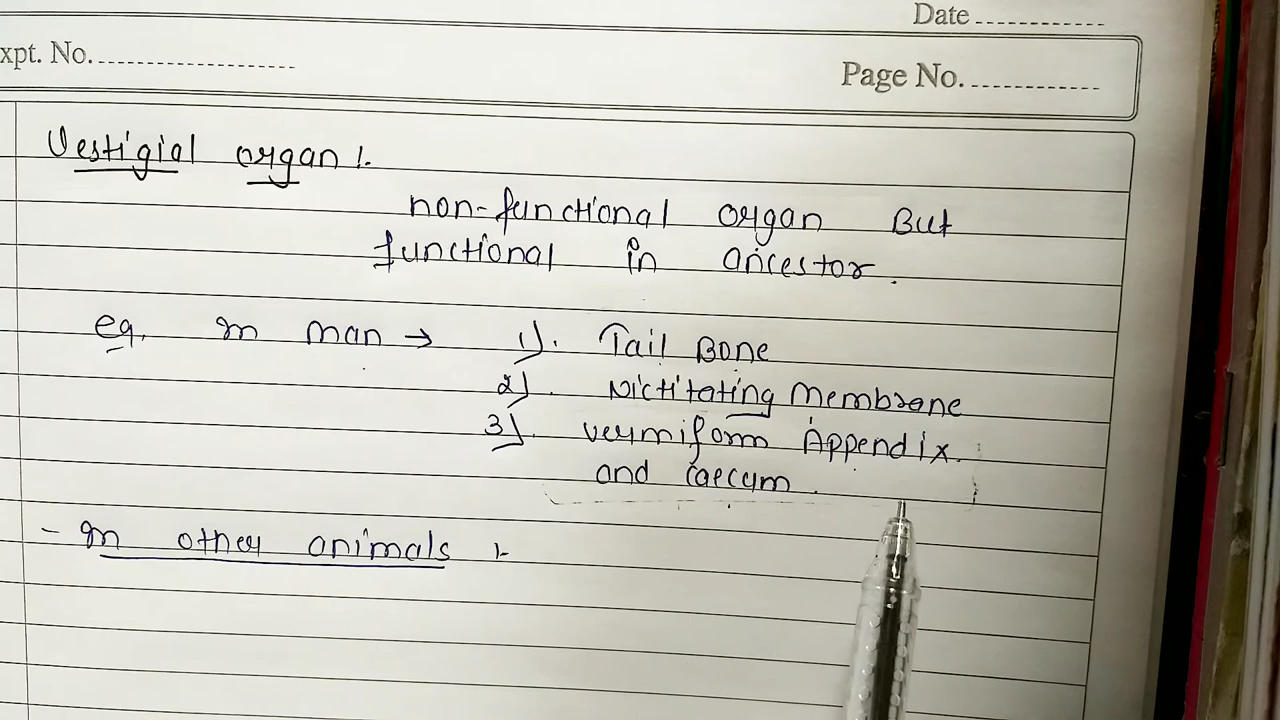 Date
xpt. No.
Page No.
Vestigial organ :-
non-functional organ But
functional in ancestor.
eg. In man → 1). Tail Bone
2). Nictitating Membrane
3). vermiform Appendix.
and caecum.
- In other animals :-